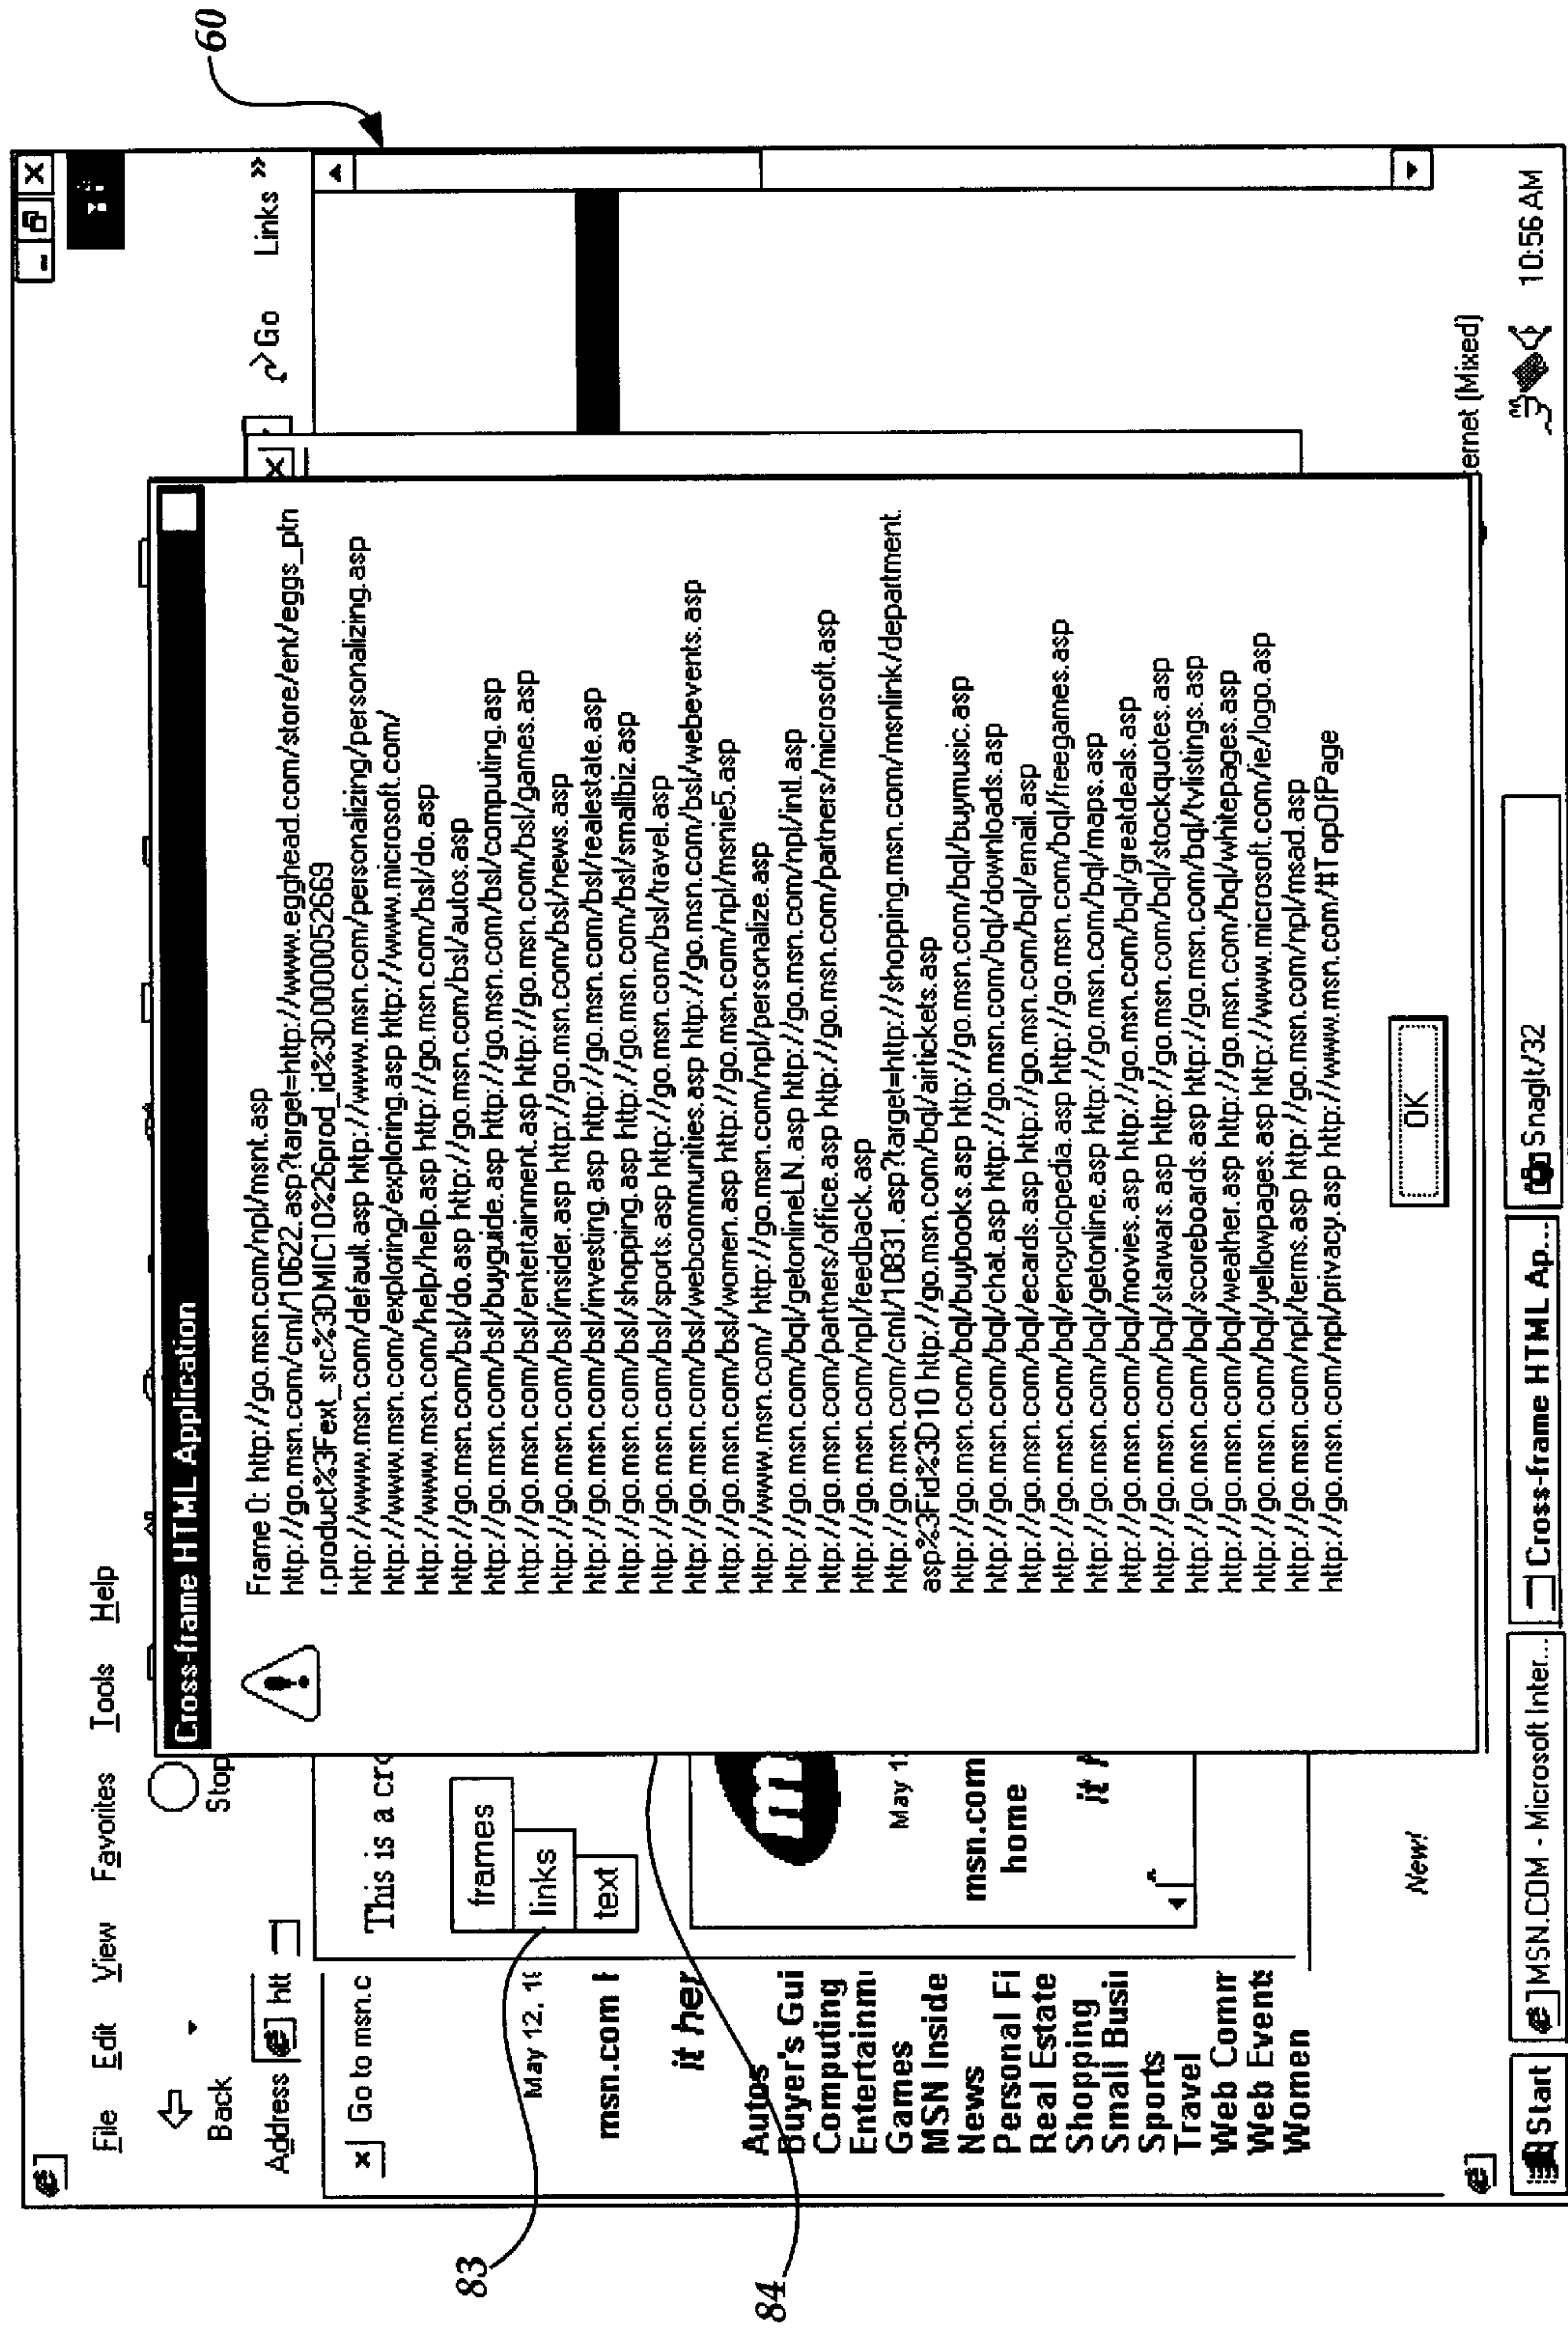 60
File Edit View Favorites Tools Help
Back
Stop
Address
htt
Go
Links »
Go to msn.c
May 12, 1
msn.com
it her
Autos
Buyer's Gui
Computing
Entertainm
Games
MSN Inside
News
Personal Fi
Real Estate
Shopping
Small Busin
Sports
Travel
Web Comm
Web Events
Women
This is a cro
frames
links
text
83
84
m
May 1
msn.com
home
it h
New!
Cross-frame HTML Application
Frame 0: http://go.msn.com/npl/msnt.asp
http://go.msn.com/cml/10622.asp?target=http://www.egghead.com/store/ent/eggs_ptn
r.product%3Fext_src%3DMIC10%26prod_id%3D000052669
http://www.msn.com/default.asp http://www.msn.com/personalizing/personalizing.asp
http://www.msn.com/exploring/exploring.asp http://www.microsoft.com/
http://www.msn.com/help/help.asp http://go.msn.com/bsl/do.asp
http://go.msn.com/bsl/do.asp http://go.msn.com/bsl/autos.asp
http://go.msn.com/bsl/buyguide.asp http://go.msn.com/bsl/computing.asp
http://go.msn.com/bsl/entertainment.asp http://go.msn.com/bsl/games.asp
http://go.msn.com/bsl/insider.asp http://go.msn.com/bsl/news.asp
http://go.msn.com/bsl/investing.asp http://go.msn.com/bsl/realestate.asp
http://go.msn.com/bsl/shopping.asp http://go.msn.com/bsl/smallbiz.asp
http://go.msn.com/bsl/sports.asp http://go.msn.com/bsl/travel.asp
http://go.msn.com/bsl/webcommunities.asp http://go.msn.com/bsl/webevents.asp
http://go.msn.com/bsl/women.asp http://go.msn.com/npl/msnie5.asp
http://www.msn.com/ http://go.msn.com/npl/personalize.asp
http://go.msn.com/bql/getonlineLN.asp http://go.msn.com/npl/intl.asp
http://go.msn.com/partners/office.asp http://go.msn.com/partners/microsoft.asp
http://go.msn.com/npl/feedback.asp
http://go.msn.com/cml/10831.asp?target=http://shopping.msn.com/msnlink/department.
asp%3Fid%3D10 http://go.msn.com/bql/airtickets.asp
http://go.msn.com/bql/buybooks.asp http://go.msn.com/bql/buymusic.asp
http://go.msn.com/bql/chat.asp http://go.msn.com/bql/downloads.asp
http://go.msn.com/bql/ecards.asp http://go.msn.com/bql/email.asp
http://go.msn.com/bql/encyclopedia.asp http://go.msn.com/bql/freegames.asp
http://go.msn.com/bql/getonline.asp http://go.msn.com/bql/maps.asp
http://go.msn.com/bql/movies.asp http://go.msn.com/bql/greatdeals.asp
http://go.msn.com/bql/starwars.asp http://go.msn.com/bql/stockquotes.asp
http://go.msn.com/bql/scoreboards.asp http://go.msn.com/bql/tvlistings.asp
http://go.msn.com/bql/weather.asp http://go.msn.com/bql/whitepages.asp
http://go.msn.com/bql/yellowpages.asp http://www.microsoft.com/ie/logo.asp
http://go.msn.com/npl/terms.asp http://go.msn.com/npl/msad.asp
http://go.msn.com/npl/privacy.asp http://www.msn.com/#TopOfPage
OK
ernet (Mixed)
Start
MSN.COM - Microsoft Inter...
Cross-frame HTML Ap...
SnagIt/32
10:56 AM